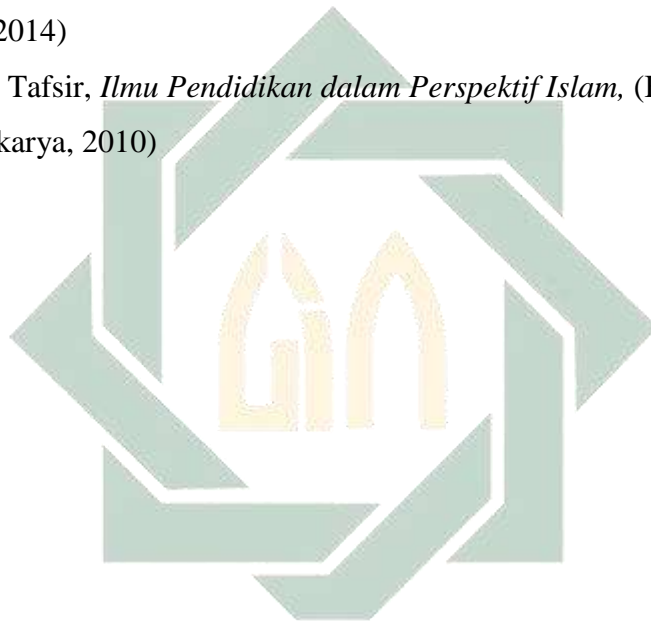 2014)
Tafsir, Ilmu Pendidikan dalam Perspektif Islam, (
karya, 2010)